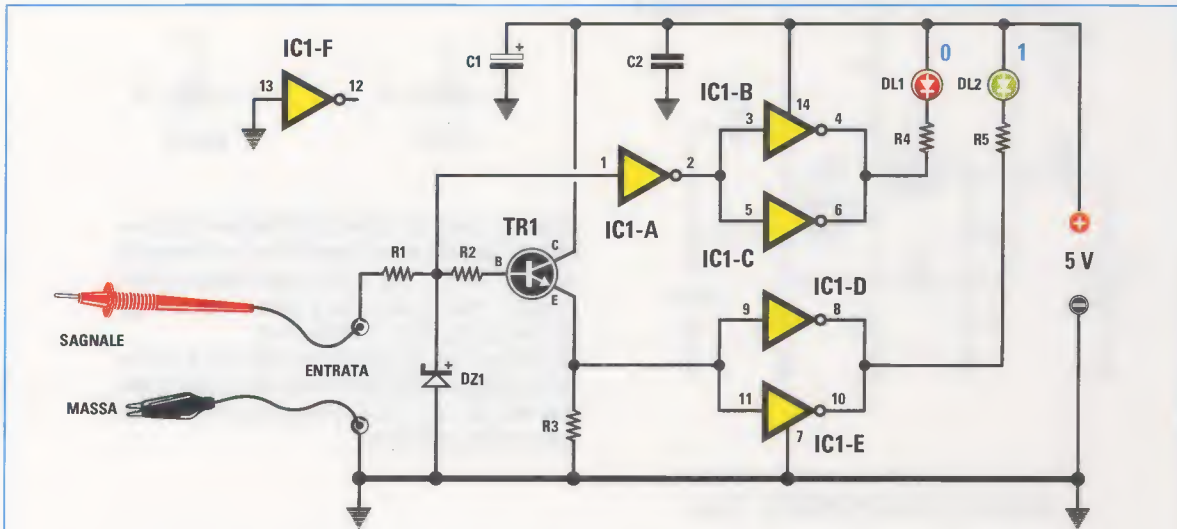 IC1-F
13
12
C1
+
C2
IC1-B
14
3
4
0
1
DL1
DL2
R4
R5
1
2
IC1-A
5
6
IC1-C
TR1
R1
R2
B
C
E
5 V
+
−
SAGNALE
ENTRATA
MASSA
DZ1
+
R3
IC1-D
9
8
11
10
7
IC1-E